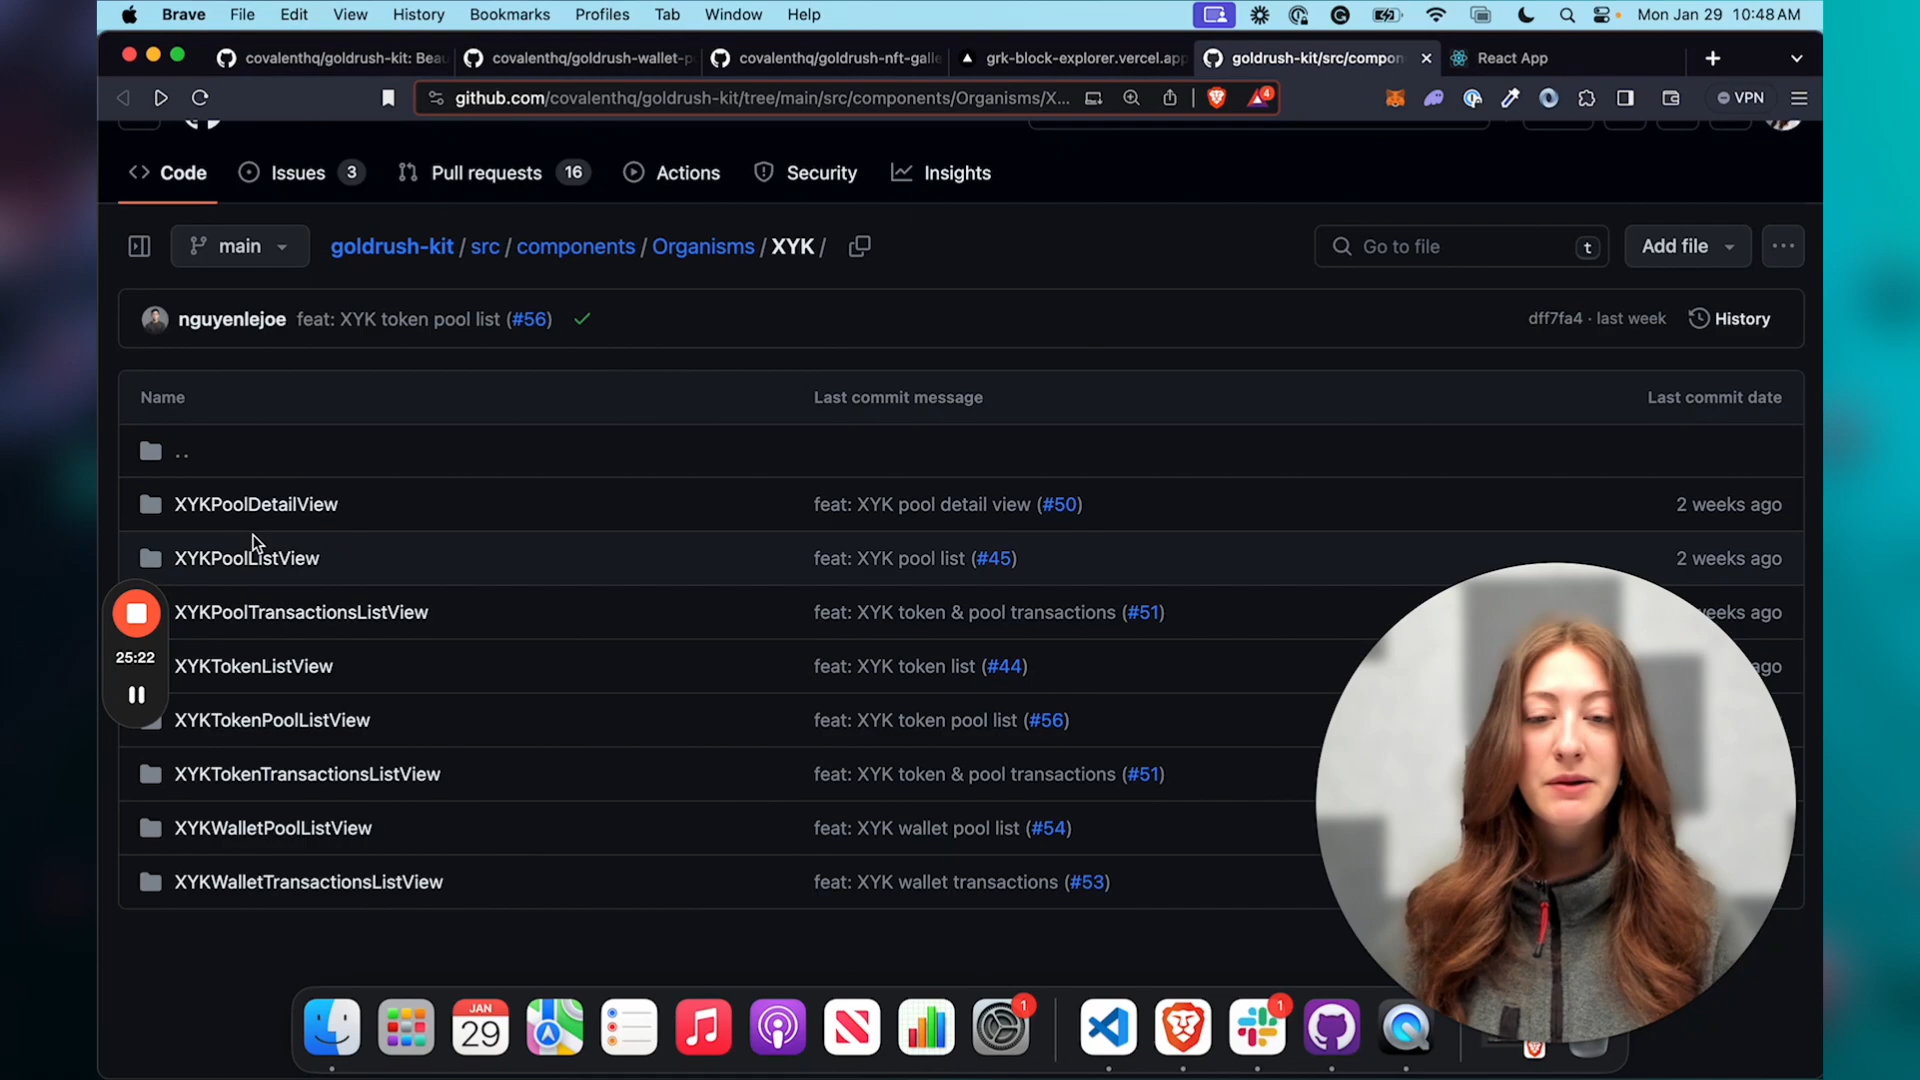 Brave File Edit View History Bookmarks Profiles Tab Window Help Mon Jan 29 10:48 AM
covalenthq/goldrush-kit: Beau covalenthq/goldrush-wallet-p covalenthq/goldrush-nft-galle grk-block-explorer.vercel.app goldrush-kit/src/compon React App
github.com/covalenthq/goldrush-kit/tree/main/src/components/Organisms/X... 4 VPN
Code Issues 3 Pull requests 16 Actions Security Insights
main goldrush-kit / src / components / Organisms / XYK / Go to file t Add file
nguyenlejoe feat: XYK token pool list (#56) dff7fa4 · last week History
Name Last commit message Last commit date
..
XYKPoolDetailView feat: XYK pool detail view (#50) 2 weeks ago
XYKPoolListView feat: XYK pool list (#45) 2 weeks ago
XYKPoolTransactionsListView feat: XYK token & pool transactions (#51) weeks ago
XYKTokenListView feat: XYK token list (#44) ago
XYKTokenPoolListView feat: XYK token pool list (#56)
XYKTokenTransactionsListView feat: XYK token & pool transactions (#51)
XYKWalletPoolListView feat: XYK wallet pool list (#54)
XYKWalletTransactionsListView feat: XYK wallet transactions (#53)
25:22
JAN
29
1
1